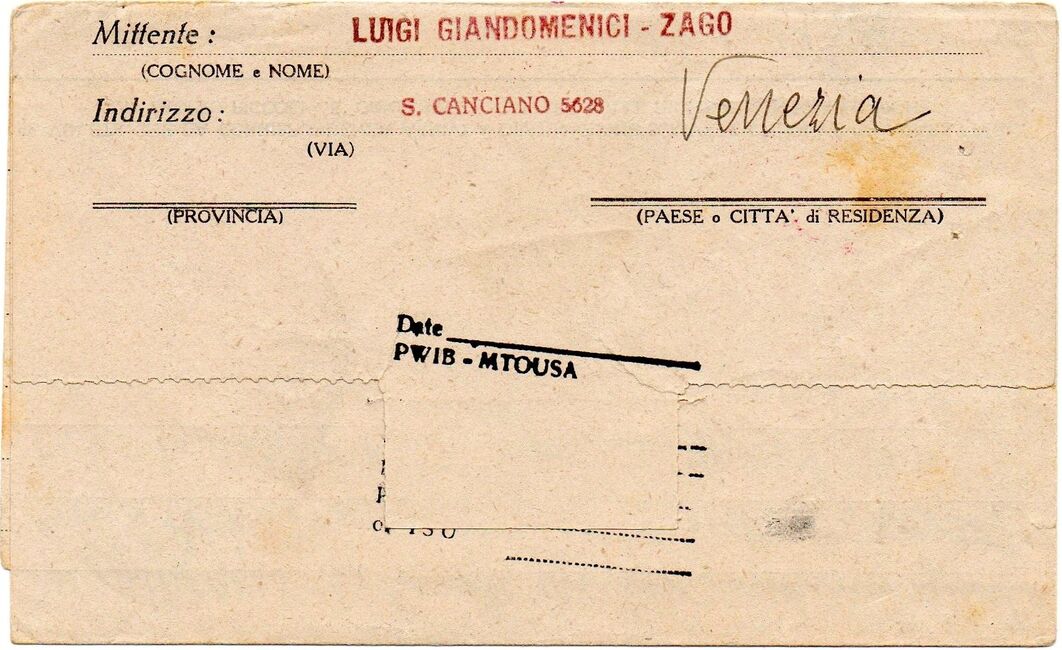 Mittente : LUIGI GIANDOMENICI - ZAGO
(COGNOME e NOME)
Indirizzo : S. CANCIANO 5628 Venezia
(VIA)
(PROVINCIA) (PAESE o CITTA' di RESIDENZA)
Date
PWIB - MTOUSA